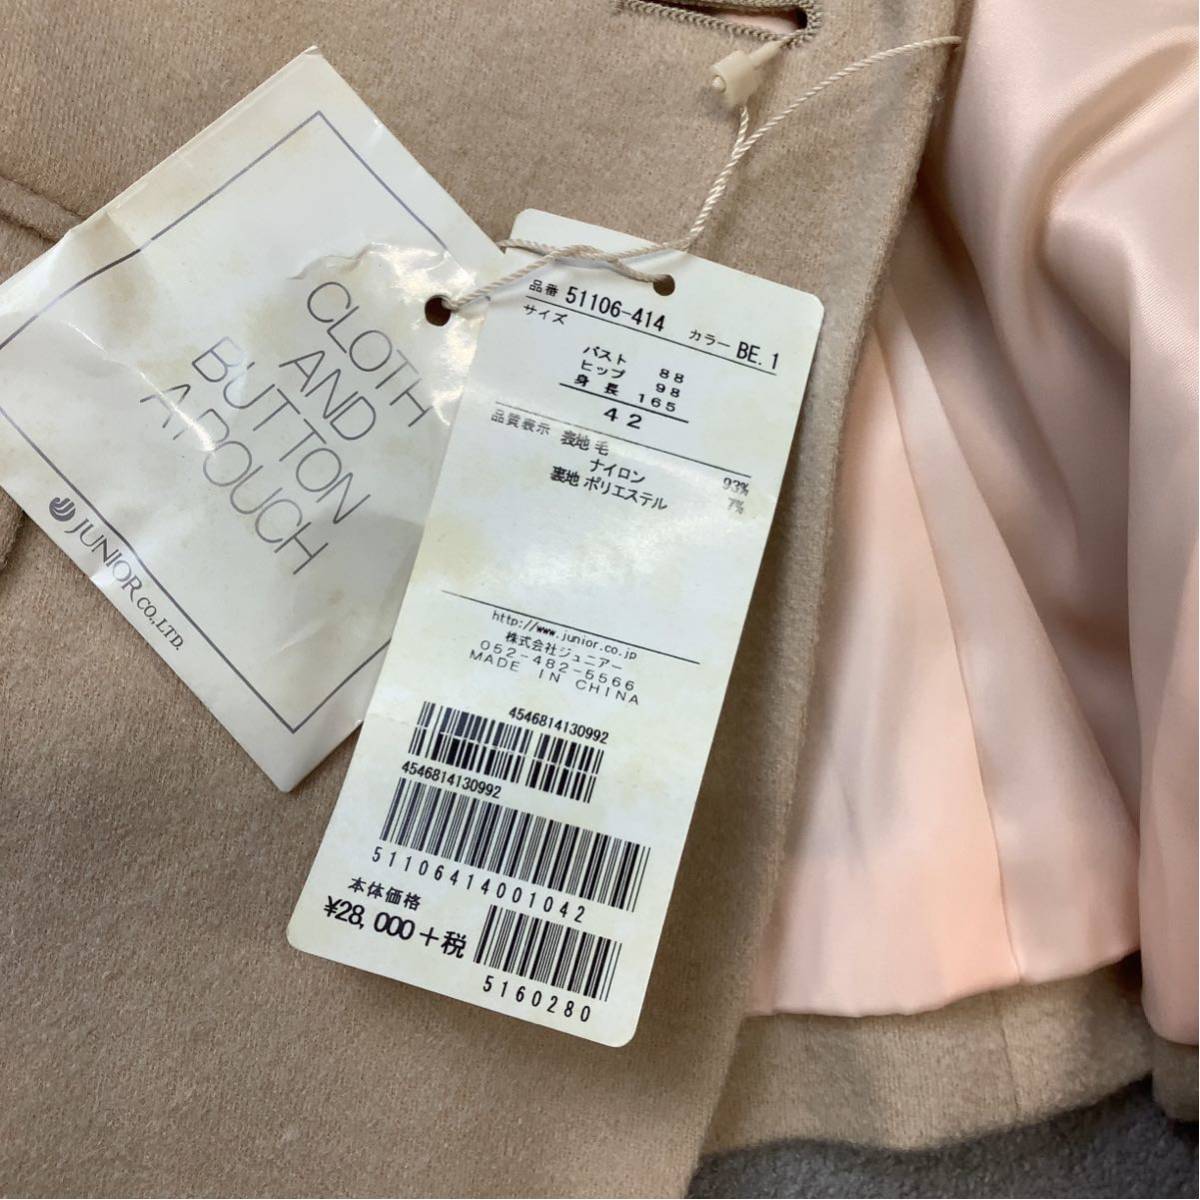 CLOTH
AND
BUTTON
A POUCH
JUNIOR CO.,LTD.
品番 51106-414 カラー BE.1
サイズ
バスト 88
ヒップ 98
身長 165
42
品質表示 表地 毛 93%
ナイロン 7%
裏地 ポリエステル
http://www.junior.co.jp
株式会社ジュニアー
052-482-5566
MADE IN CHINA
4546814130992
4546814130992
51106414001042
本体価格
¥28,000+税
5160280